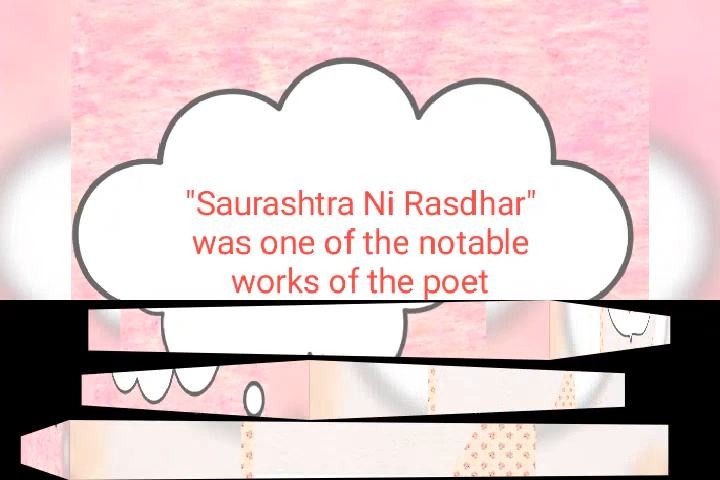 "Saurashtra Ni Rasdhar"
was one of the notable
works of the poet